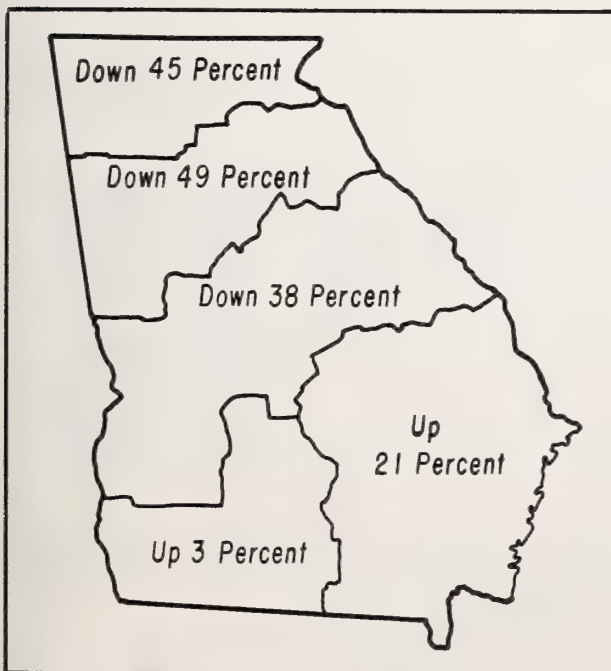 Down 45 Percent
Down 49 Percent
Down 38 Percent
Up
21 Percent
Up 3 Percent